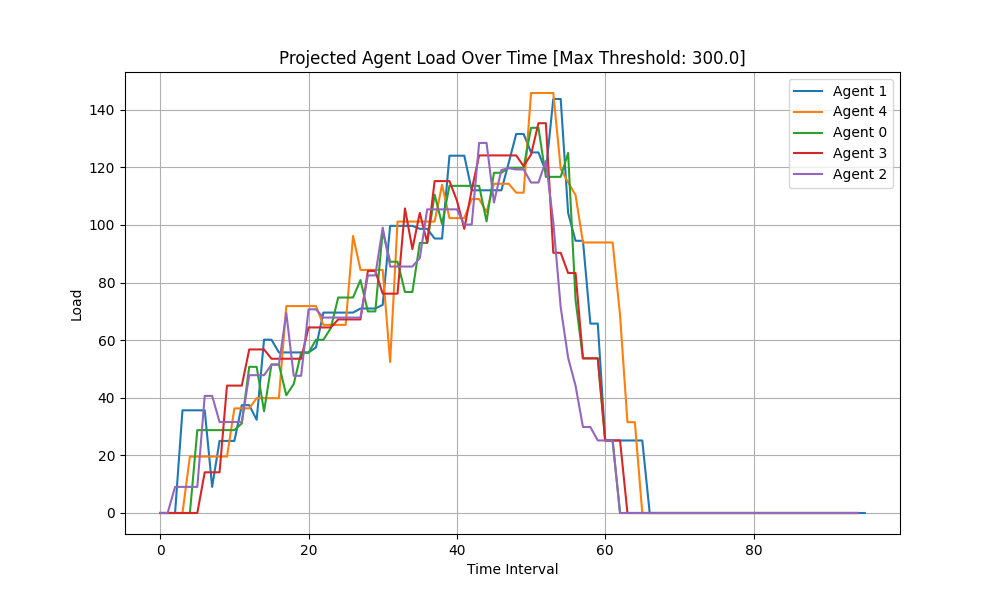 Projected Agent Load Over Time [Max Threshold: 300.0]
Agent 1
Agent 4
Agent 0
Agent 3
Agent 2
Load
140
120
100
80
60
40
20
0
0 20 40 60 80
Time Interval